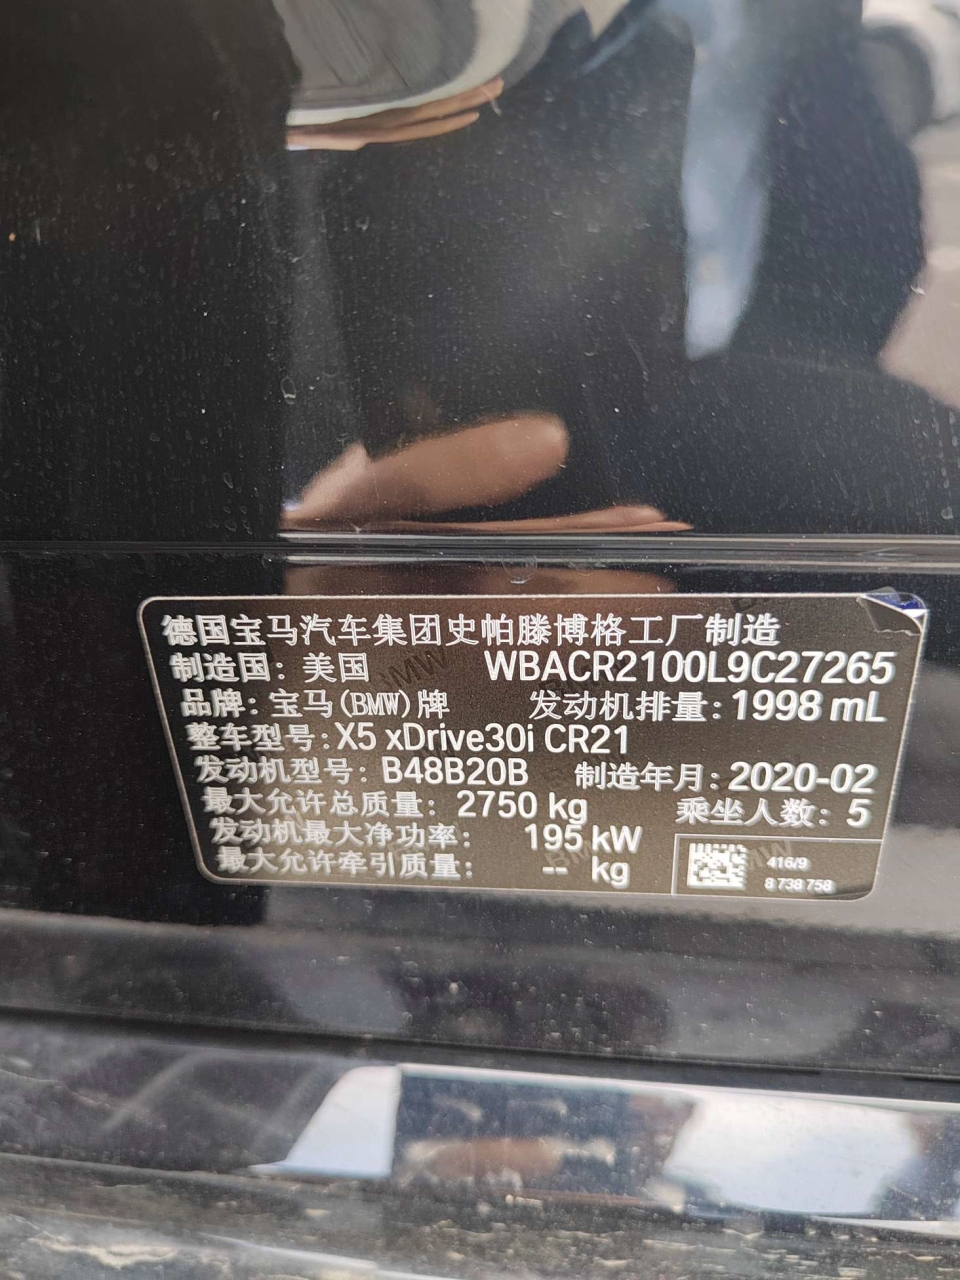 德国宝马汽车集团史帕滕博格工厂制造
制造国: 美国 WBACR2100L9C27265
品牌: 宝马(BMW)牌 发动机排量: 1998 mL
整车型号: X5 xDrive30i CR21
发动机型号: B48B20B 制造年月: 2020-02
最大允许总质量: 2750 kg 乘坐人数: 5
发动机最大净功率: 195 kW
最大允许牵引质量: -- kg
416/9
8 738 758